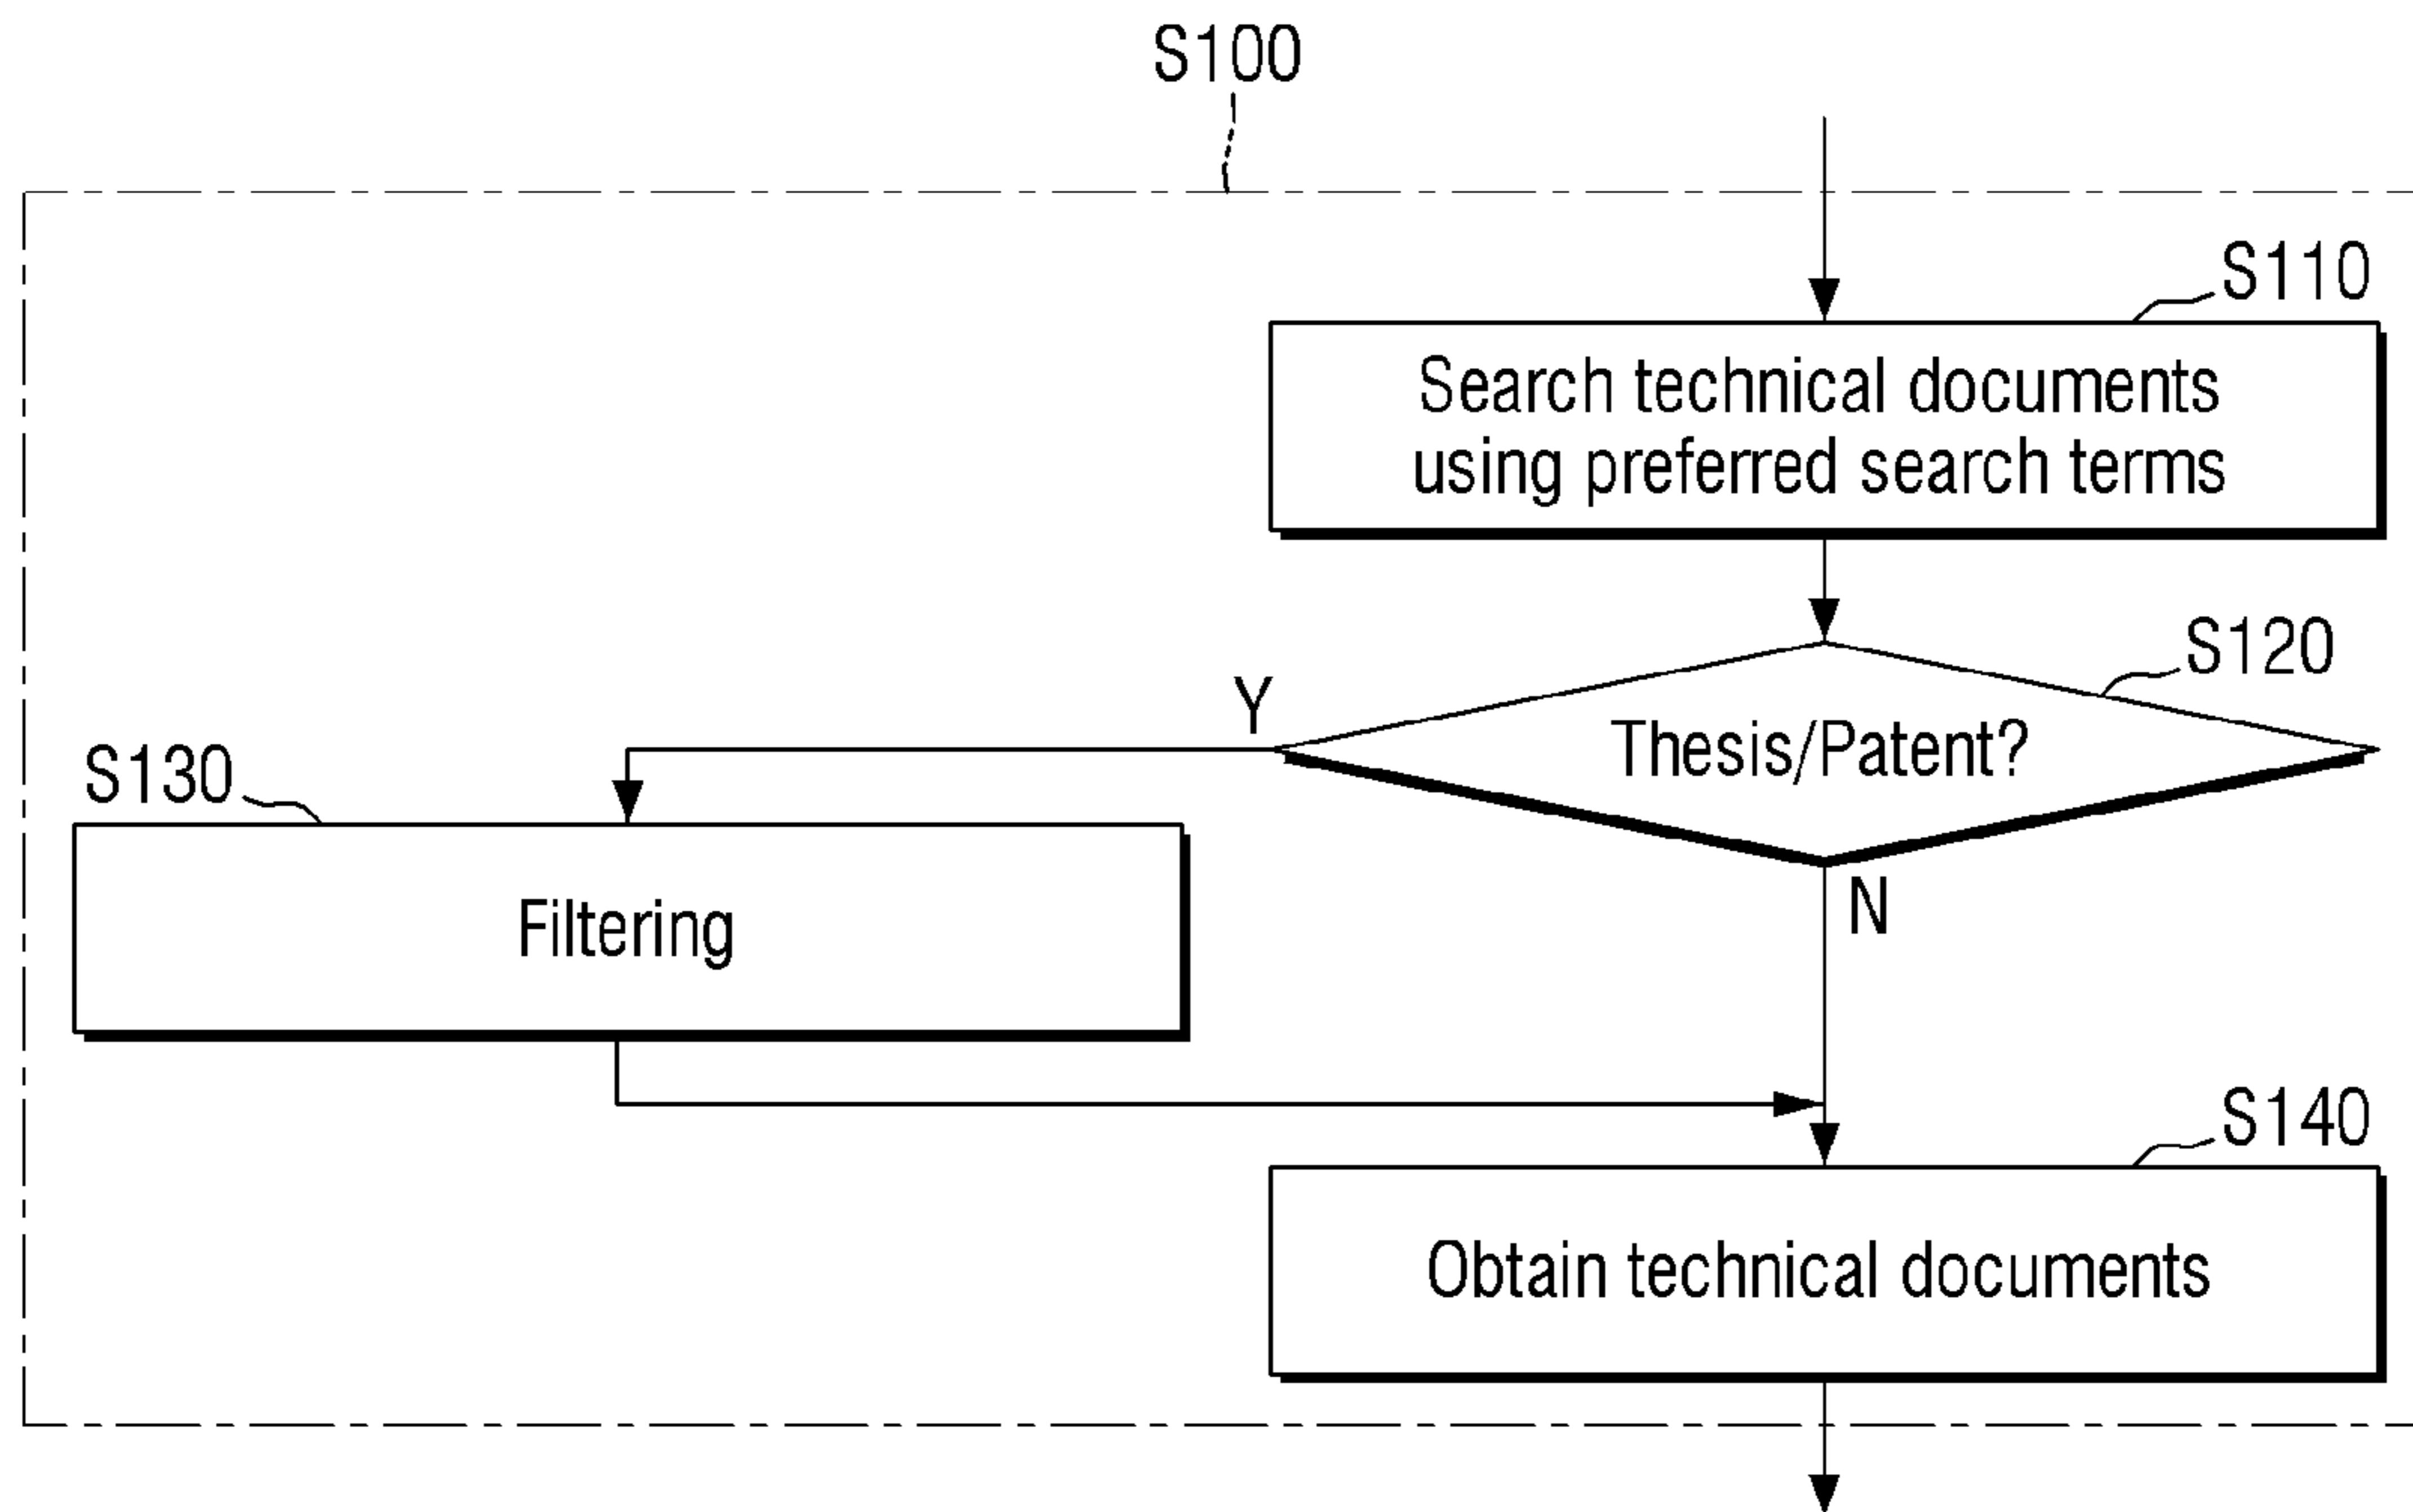 S100
S110
Search technical documents
using preferred search terms
S120
Y
Thesis/Patent?
S130
N
Filtering
S140
Obtain technical documents